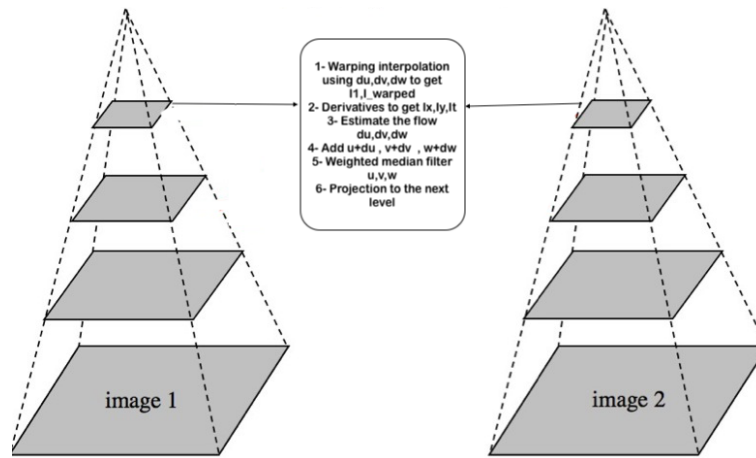 1- Warping interpolation
using du,dv,dw to get
I1,I_warped
2- Derivatives to get Ix,Iy,It
3- Estimate the flow
du,dv,dw
4- Add u+du , v+dv , w+dw
5- Weighted median filter
u,v,w
6- Projection to the next
level
image 1
image 2